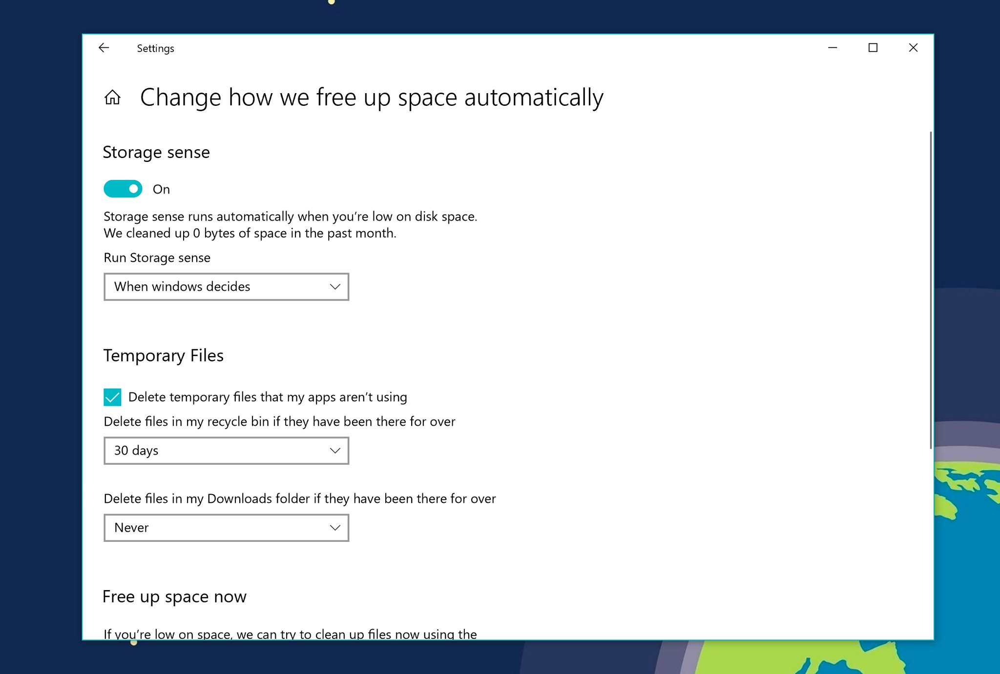 Settings
Change how we free up space automatically
Storage sense
On
Storage sense runs automatically when you’re low on disk space.
We cleaned up 0 bytes of space in the past month.
Run Storage sense
When windows decides
Temporary Files
Delete temporary files that my apps aren’t using
Delete files in my recycle bin if they have been there for over
30 days
Delete files in my Downloads folder if they have been there for over
Never
Free up space now
If you’re low on space, we can try to clean up files now using the